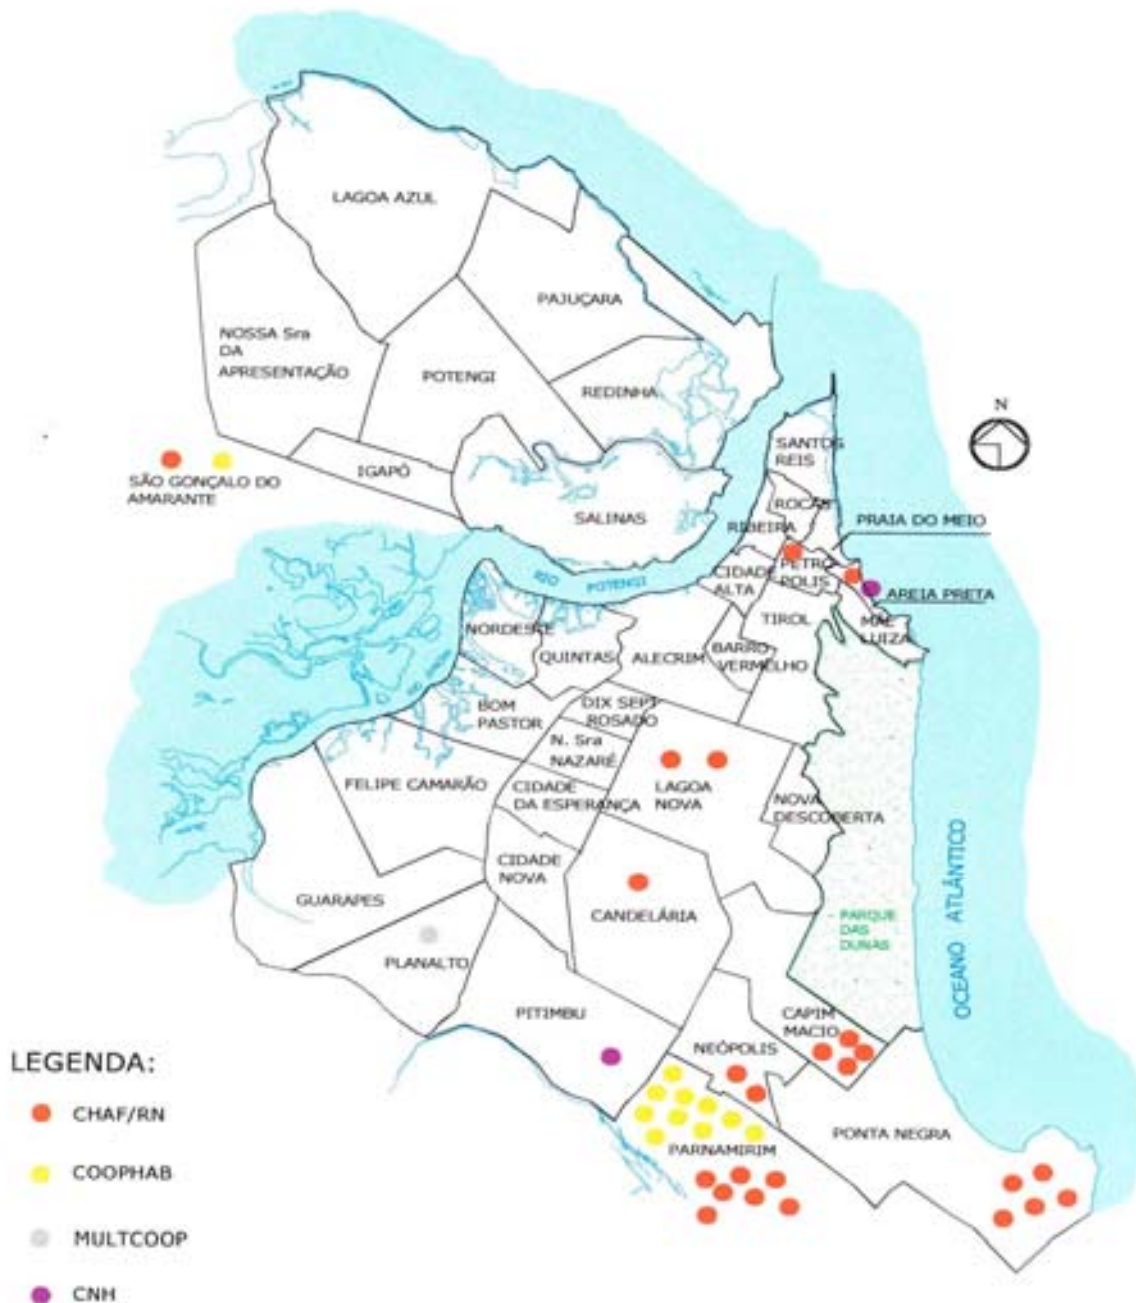 LAGOA AZUL
PAJUÇARA
NOSSA Sra
DA
APRESENTAÇÃO
POTENGI
REDINHA
N
SANTOS
REIS
IGAPÓ
SÃO GONÇALO DO
AMARANTE
SALINAS
ROCAS
RIBEIRA
PRAIA DO MEIO
PETRO
POLIS
CIDADE
ALTA
RIO POTENGI
AREIA PRETA
MÃE
LUIZA
TIROL
NORDESTE
QUINTAS
ALECRIM
BARRO
VERMELHO
BOM
PASTOR
DIX SEPT
ROSADO
N. Sra
NAZARÉ
FELIPE CAMARÃO
CIDADE
DA ESPERANÇA
LAGOA
NOVA
NOVA
DESCOBERTA
CIDADE
NOVA
GUARAPES
CANDELÁRIA
PARQUE
DAS
DUNAS
OCEANO ATLÂNTICO
PLANALTO
PITIMBU
CAPIM
MACIO
NEÓPOLIS
PONTA NEGRA
PARNAMIRIM
LEGENDA:
CHAF/RN
COOPHAB
MULTCOOP
CNH